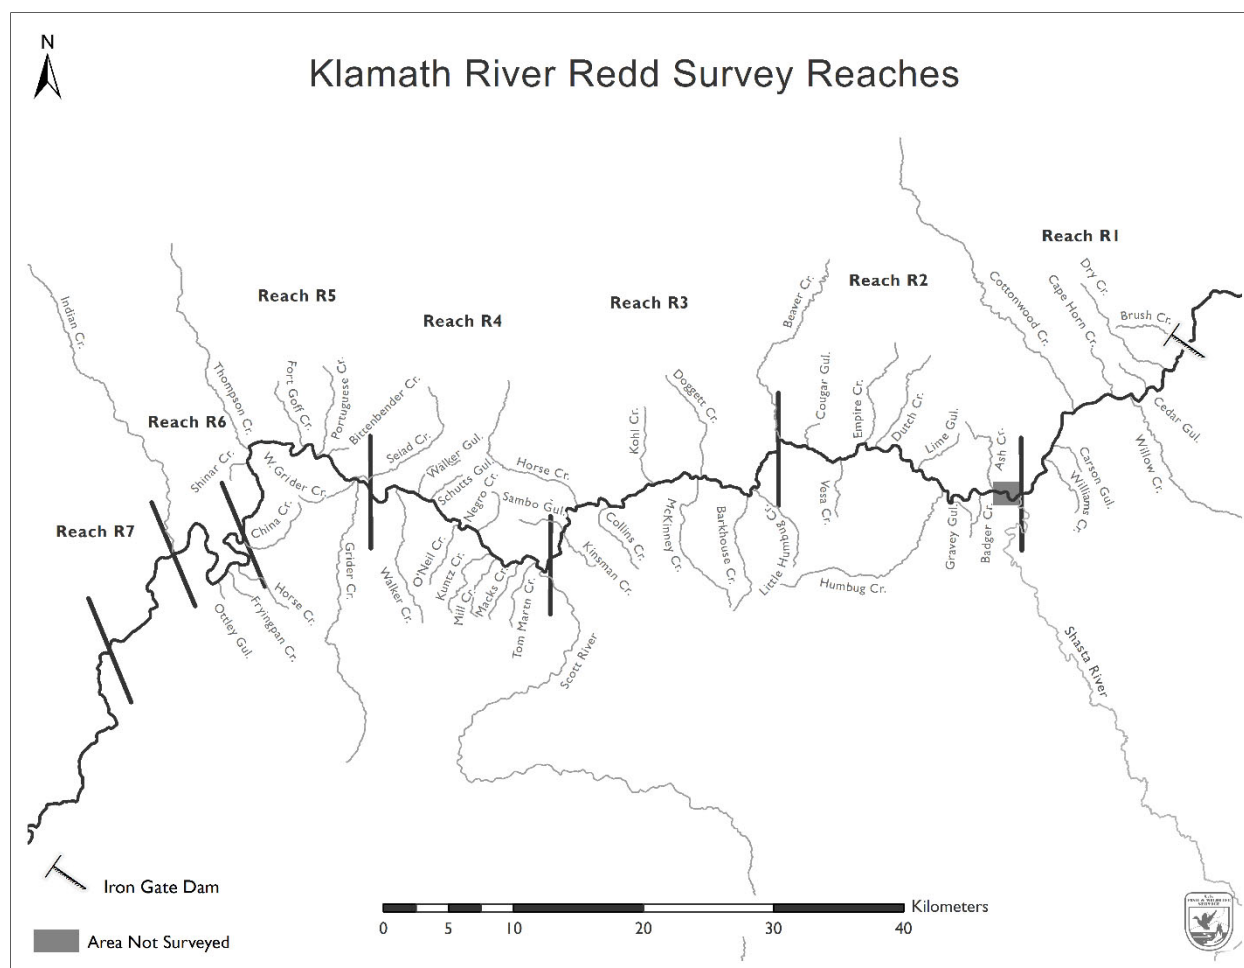 N
Klamath River Redd Survey Reaches
Reach R1
Reach R2
Reach R3
Reach R4
Reach R5
Reach R6
Reach R7
Indian Cr.
Thompson Cr.
Fort Goff Cr.
Portuguese Cr.
Bittenbender Cr.
Seiad Cr.
Walker Gul.
Schutts Gul.
Negro Cr.
Horse Cr.
Sambo Gul.
Kohl Cr.
Doggett Cr.
Beaver Cr.
Cougar Gul.
Empire Cr.
Dutch Cr.
Lime Gul.
Ash Cr.
Cottonwood Cr.
Cape Horn Cr.
Dry Cr.
Brush Cr.
Cedar Gul.
Willow Cr.
Carson Gul.
Williams Cr.
Shinar Cr.
W. Grider Cr.
China Cr.
Grider Cr.
Walker Cr.
O'Neil Cr.
Kuntz Cr.
Mill Cr.
Macks Cr.
Tom Martn Cr.
Scott River
Collins Cr.
Kinsman Cr.
McKinney Cr.
Barkhouse Cr.
Little Humbug Cr.
Humbug Cr.
Vesa Cr.
Gravey Gul.
Badger Cr.
Shasta River
Horse Cr.
Fryingpan Cr.
Ottley Gul.
Iron Gate Dam
Area Not Surveyed
Kilometers
0 5 10 20 30 40
U.S.
FISH & WILDLIFE
SERVICE